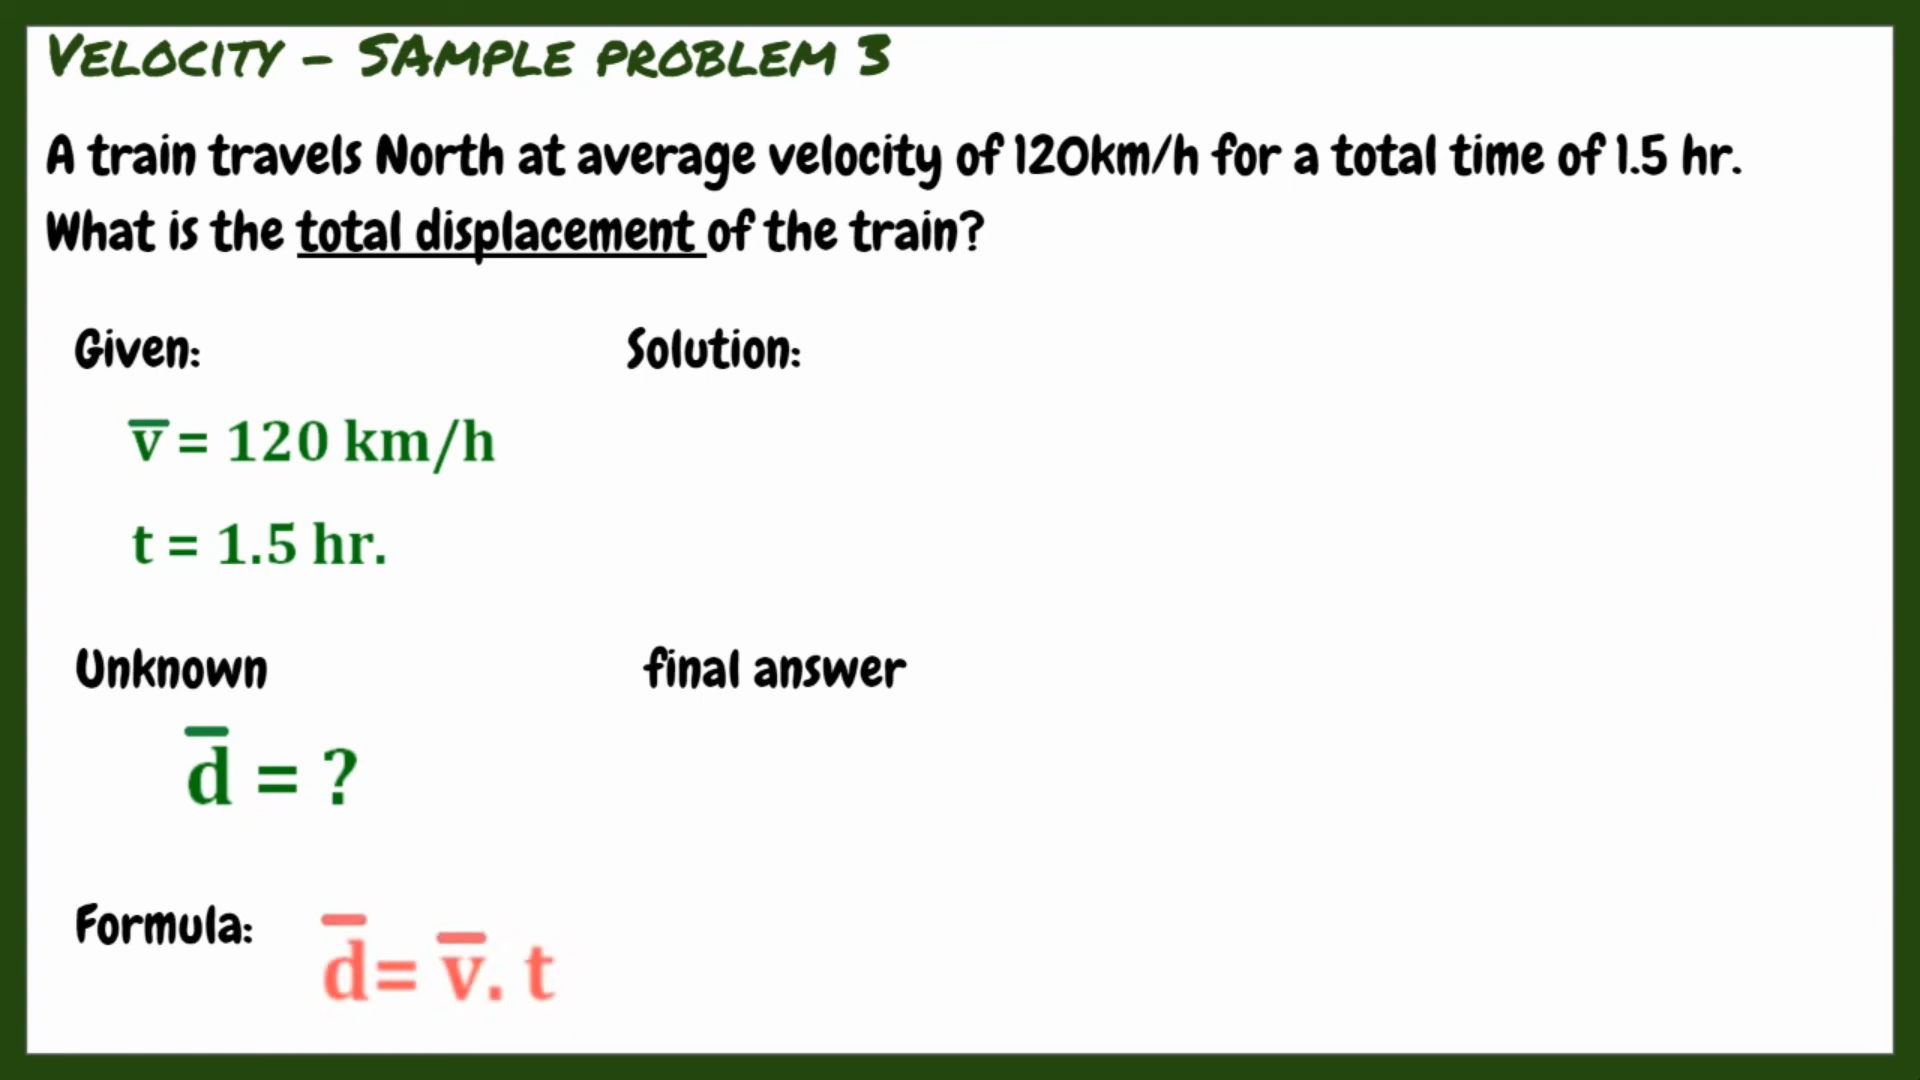 VELOCITY - SAMPLE PROBLEM 3
A train travels North at average velocity of 120km/h for a total time of 1.5 hr.
What is the total displacement of the train?
Given:
Solution:
v̅ = 120 km/h
t = 1.5 hr.
Unknown
final answer
d̅ = ?
Formula:
d̅= v̅. t